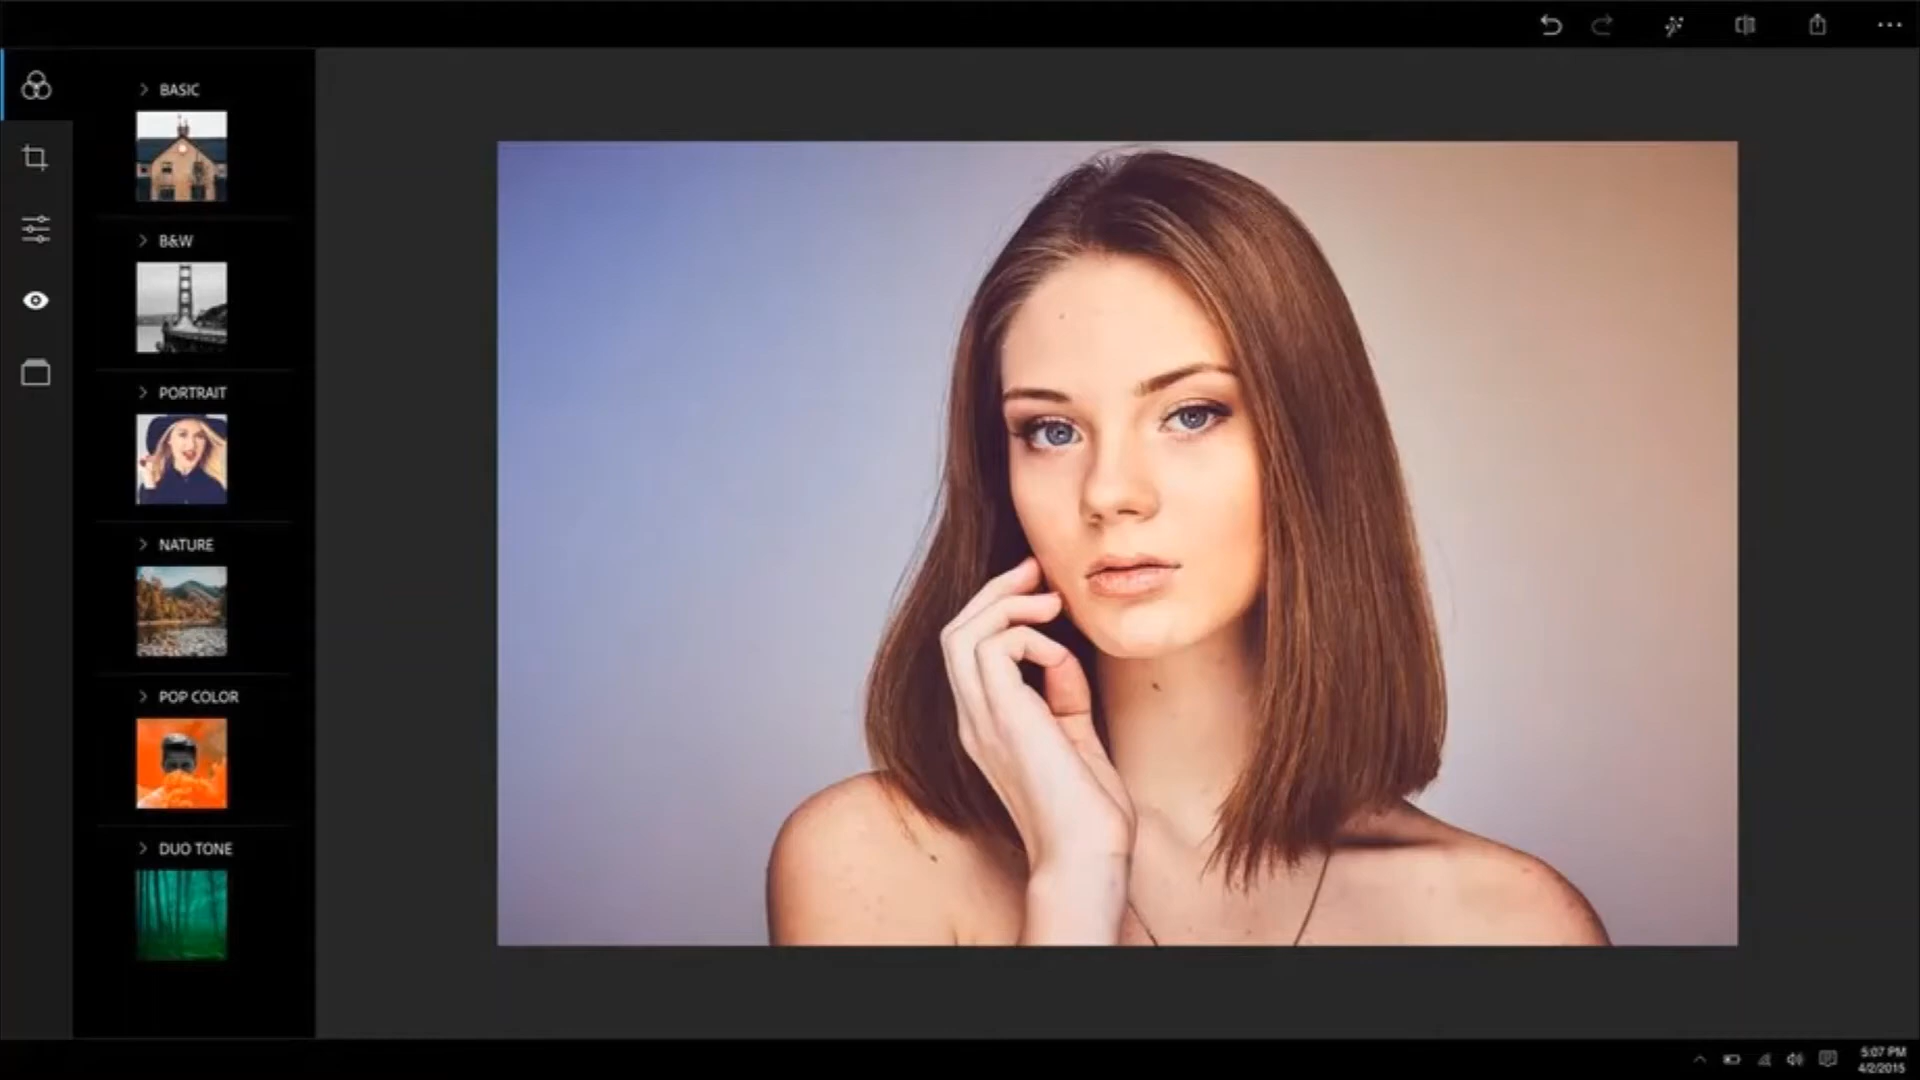 BASIC
B&W
PORTRAIT
NATURE
POP COLOR
DUO TONE
5:07 PM
4/2/2015